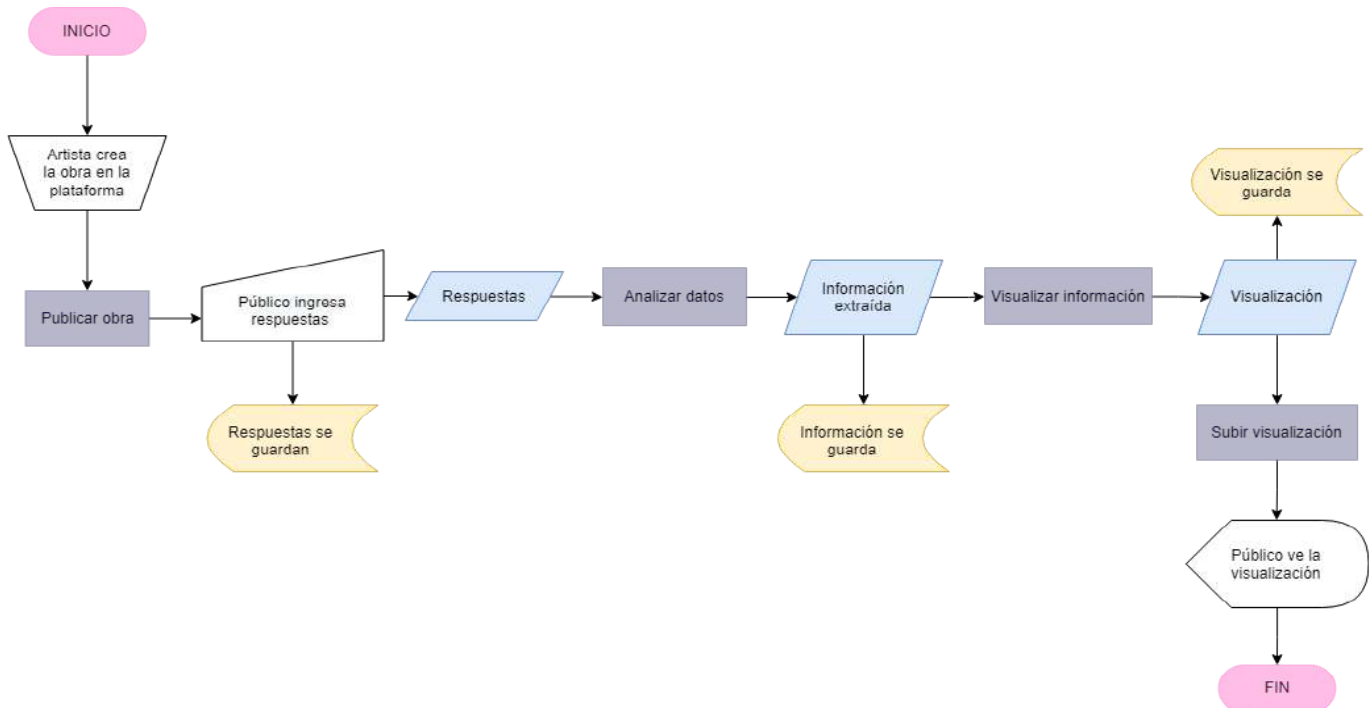 INICIO
Artista crea
la obra en la
plataforma
Publicar obra
Público ingresa
respuestas
Respuestas se
guardan
Respuestas
Analizar datos
Información
extraída
Información se
guarda
Visualizar información
Visualización
Visualización se
guarda
Subir visualización
Público ve la
visualización
FIN